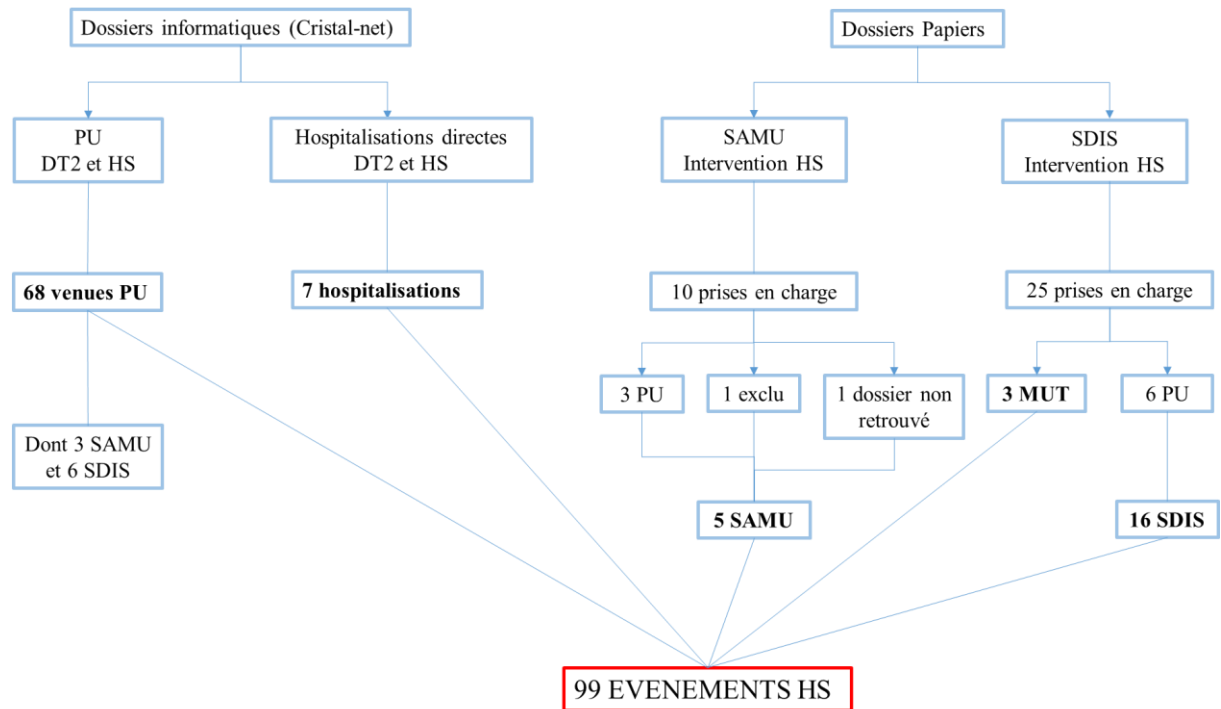 Dossiers informatiques (Cristal-net)
Dossiers Papiers
PU
DT2 et HS
Hospitalisations directes
DT2 et HS
SAMU
Intervention HS
SDIS
Intervention HS
68 venues PU
7 hospitalisations
10 prises en charge
25 prises en charge
3 PU
1 exclu
1 dossier non
retrouvé
3 MUT
6 PU
Dont 3 SAMU
et 6 SDIS
5 SAMU
16 SDIS
99 EVENEMENTS HS